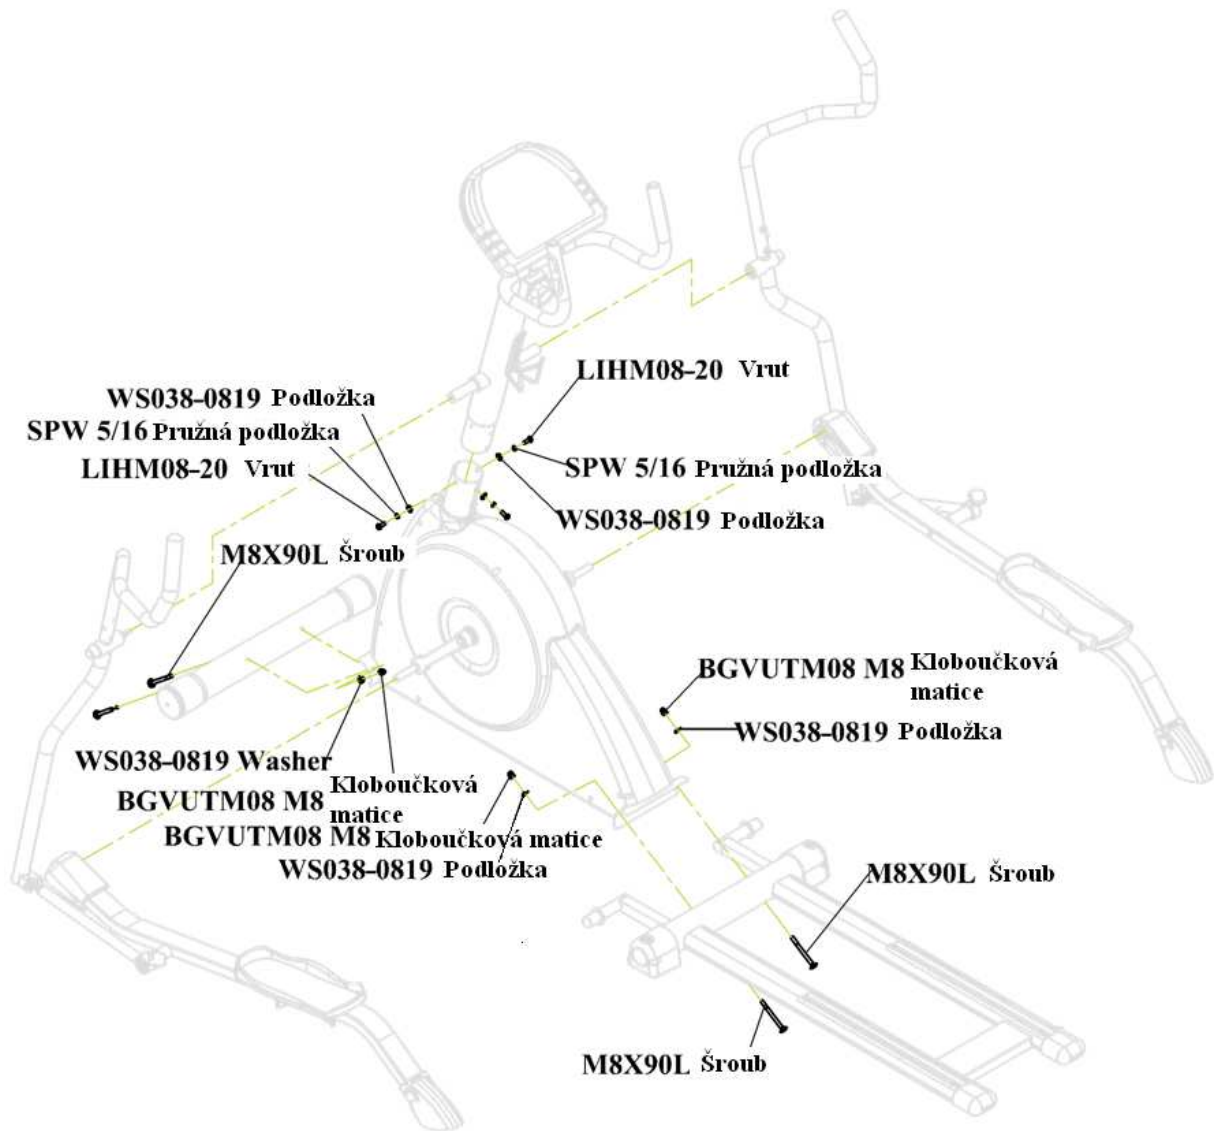 LIHM08-20 Vrut
WS038-0819 Podložka
SPW 5/16 Pružná podložka
LIHM08-20 Vrut
SPW 5/16 Pružná podložka
WS038-0819 Podložka
M8X90L Šroub
BGVUTM08 M8 Kloboučková
matice
WS038-0819 Podložka
WS038-0819 Washer
BGVUTM08 M8 Kloboučková
matice
BGVUTM08 M8 Kloboučková matice
WS038-0819 Podložka
M8X90L Šroub
M8X90L Šroub